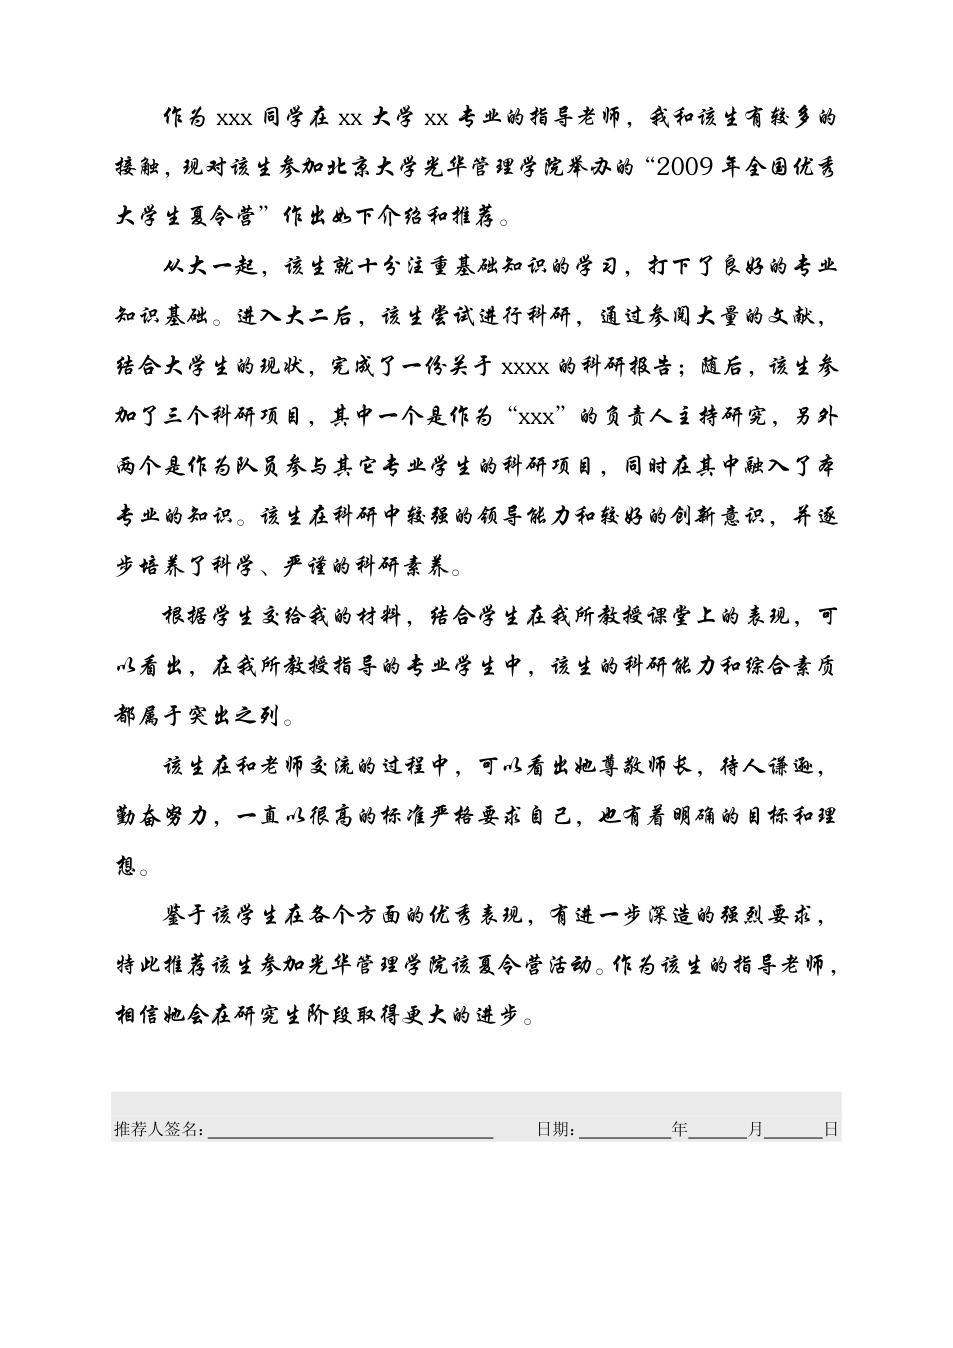 作为 xxx 同学在 xx 大学 xx 专业的指导老师，我和该生有较多的
接触，现对该生参加北京大学光华管理学院举办的“2009 年全国优秀
大学生夏令营”作出如下介绍和推荐。
从大一起，该生就十分注重基础知识的学习，打下了良好的专业
知识基础。进入大二后，该生尝试进行科研，通过参阅大量的文献，
结合大学生的现状，完成了一份关于 xxxx 的科研报告；随后，该生参
加了三个科研项目，其中一个是作为“xxx”的负责人主持研究，另外
两个是作为队员参与其它专业学生的科研项目，同时在其中融入了本
专业的知识。该生在科研中较强的领导能力和较好的创新意识，并逐
步培养了科学、严谨的科研素养。
根据学生交给我的材料，结合学生在我所教授课堂上的表现，可
以看出，在我所教授指导的专业学生中，该生的科研能力和综合素质
都属于突出之列。
该生在和老师交流的过程中，可以看出她尊敬师长，待人谦逊，
勤奋努力，一直以很高的标准严格要求自己，也有着明确的目标和理
想。
鉴于该学生在各个方面的优秀表现，有进一步深造的强烈要求，
特此推荐该生参加光华管理学院该夏令营活动。作为该生的指导老师，
相信她会在研究生阶段取得更大的进步。
推荐人签名：＿＿＿＿＿＿＿＿＿＿ 日期：＿＿＿＿年＿＿月＿＿日